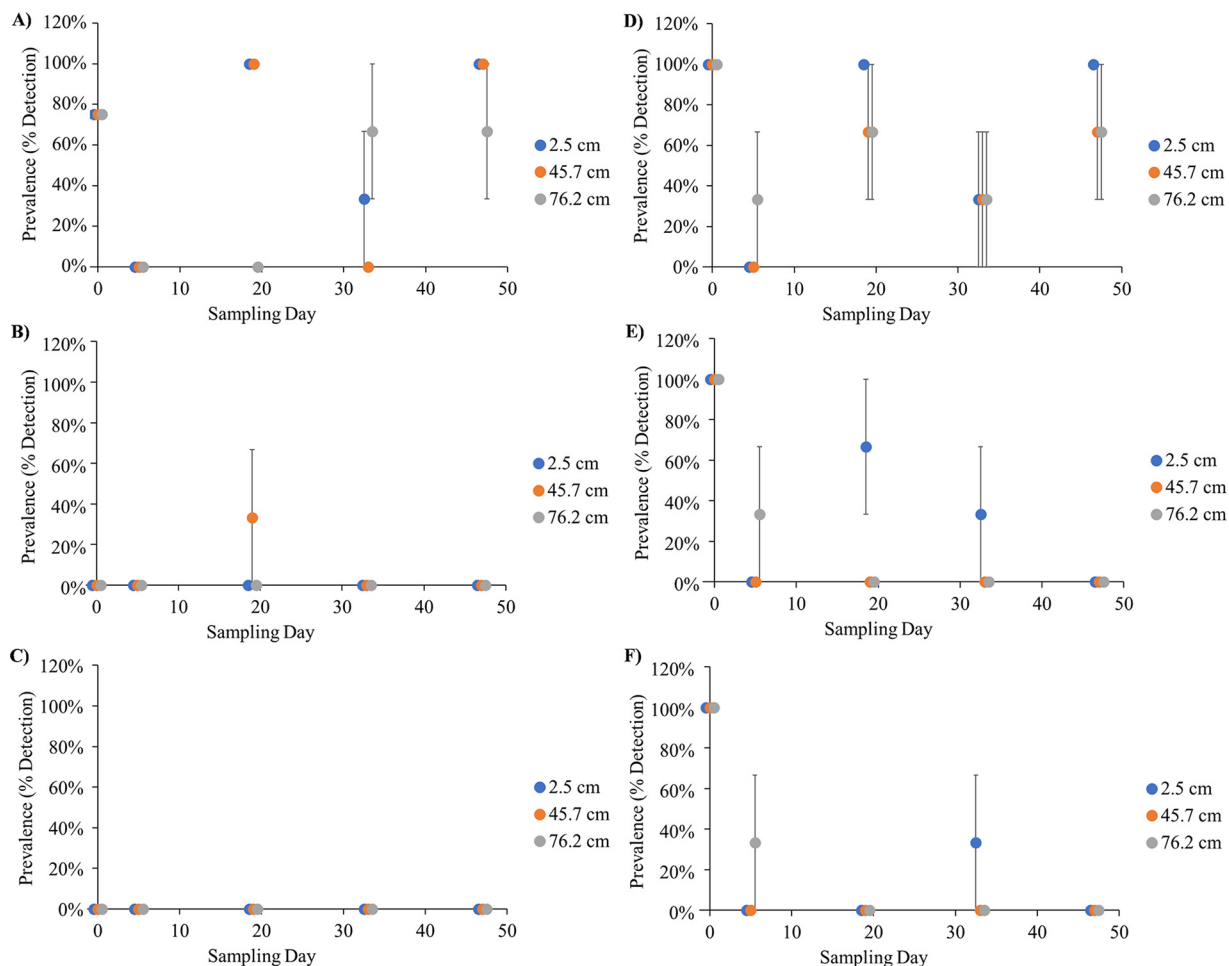 A)
120%
100%
80%
60%
40%
20%
0%
Prevalence (% Detection)
0 10 20 30 40 50
Sampling Day
2.5 cm
45.7 cm
76.2 cm
D)
120%
100%
80%
60%
40%
20%
0%
Prevalence (% Detection)
0 10 20 30 40 50
Sampling Day
2.5 cm
45.7 cm
76.2 cm
B)
120%
100%
80%
60%
40%
20%
0%
Prevalence (% Detection)
0 10 20 30 40 50
Sampling Day
2.5 cm
45.7 cm
76.2 cm
E)
120%
100%
80%
60%
40%
20%
0%
Prevalence (% Detection)
0 10 20 30 40 50
Sampling Day
2.5 cm
45.7 cm
76.2 cm
C)
120%
100%
80%
60%
40%
20%
0%
Prevalence (% Detection)
0 10 20 30 40 50
Sampling Day
2.5 cm
45.7 cm
76.2 cm
F)
120%
100%
80%
60%
40%
20%
0%
Prevalence (% Detection)
0 10 20 30 40 50
Sampling Day
2.5 cm
45.7 cm
76.2 cm